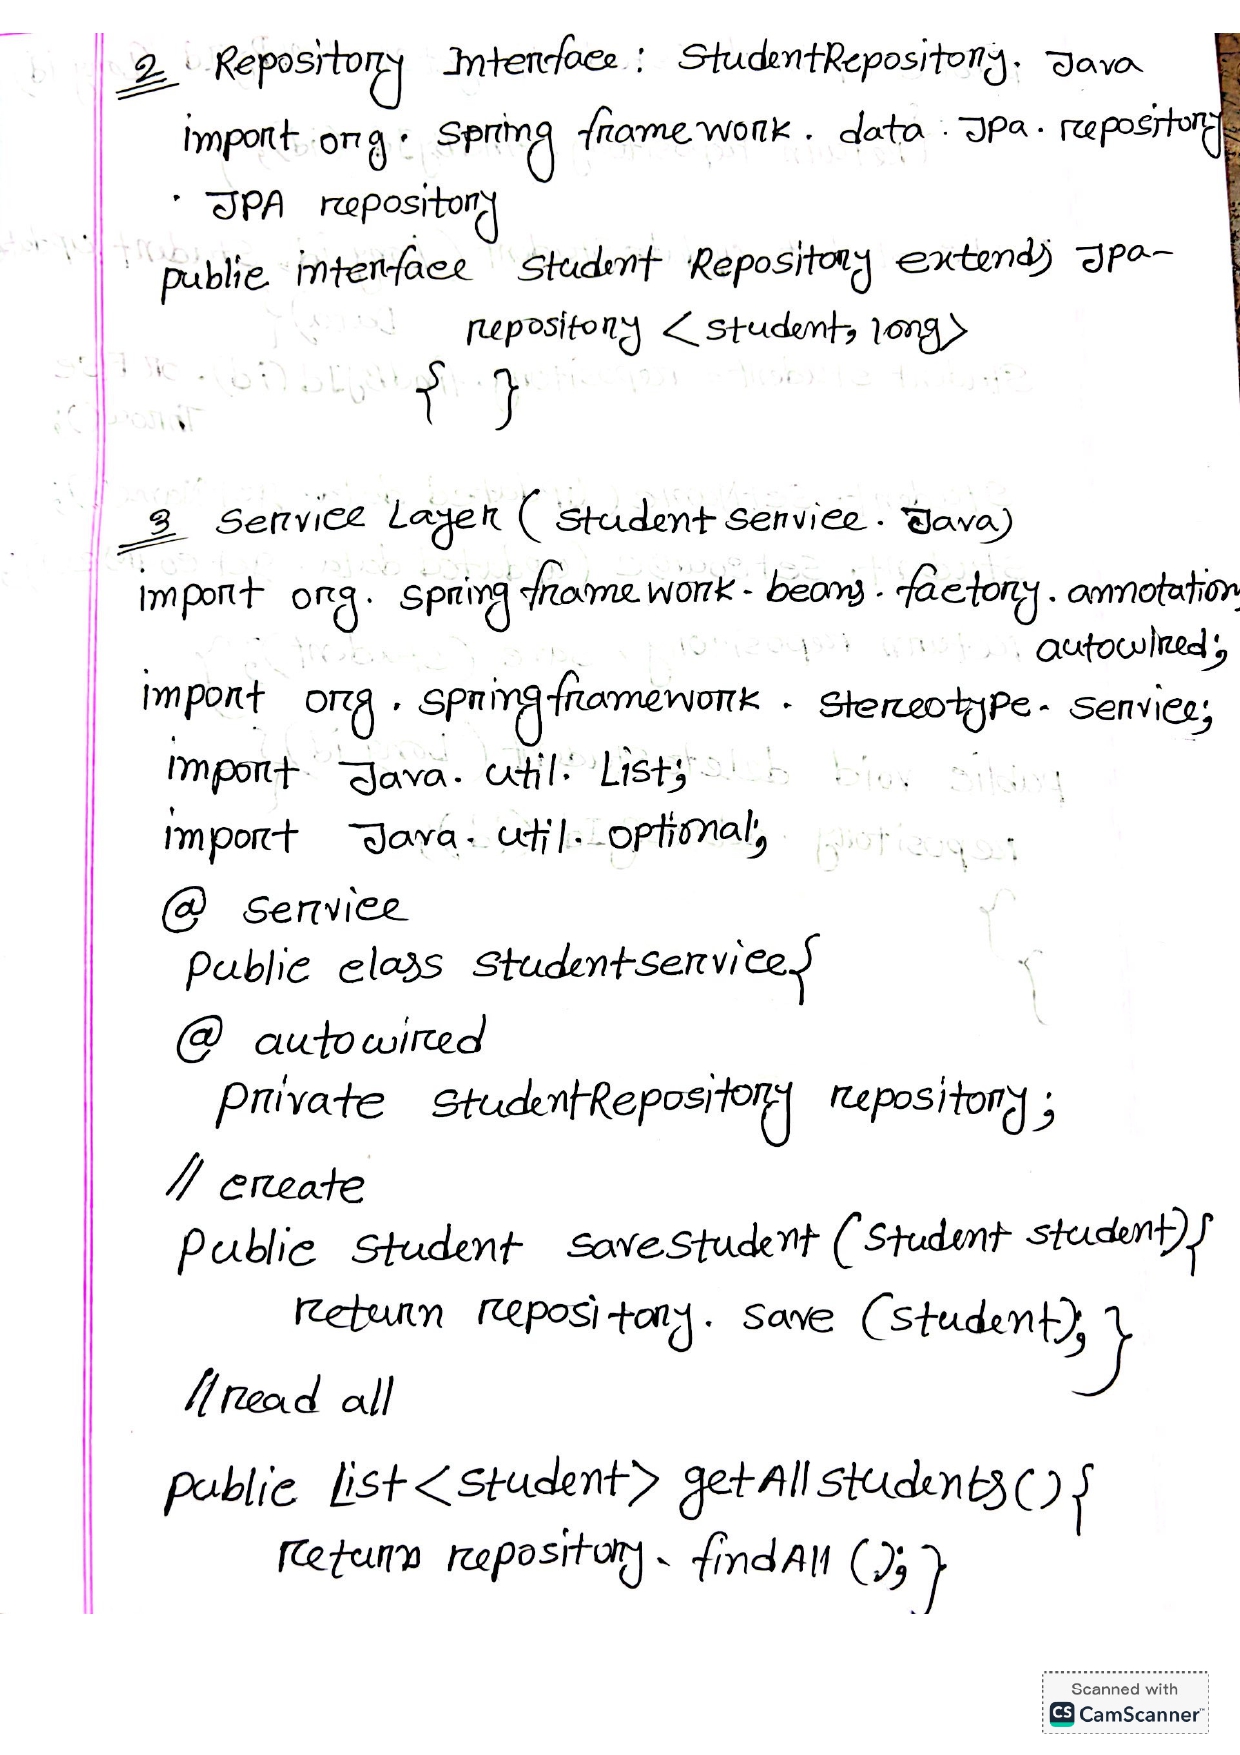 2 Repository Interface: StudentRepository. Java
import org. spring framework. data. Jpa. repository
. JPA repository
public interface Student Repository extends Jpa-
repository <student, long>
{ }
3 Service Layer (student service. Java)
import org. spring framework. beans. factory. annotation,
autowired;
import org. springframework. stereotype. service;
import Java. util. List;
import Java. util. optional;
@ service
public class studentservice{
@ autowired
private studentRepository repository;
// create
public student savestudent (student student){
return repository. save (student); }
//read all
public List<student> getAllstudents(){
return repository. findAll (); }
Scanned with
CS CamScanner